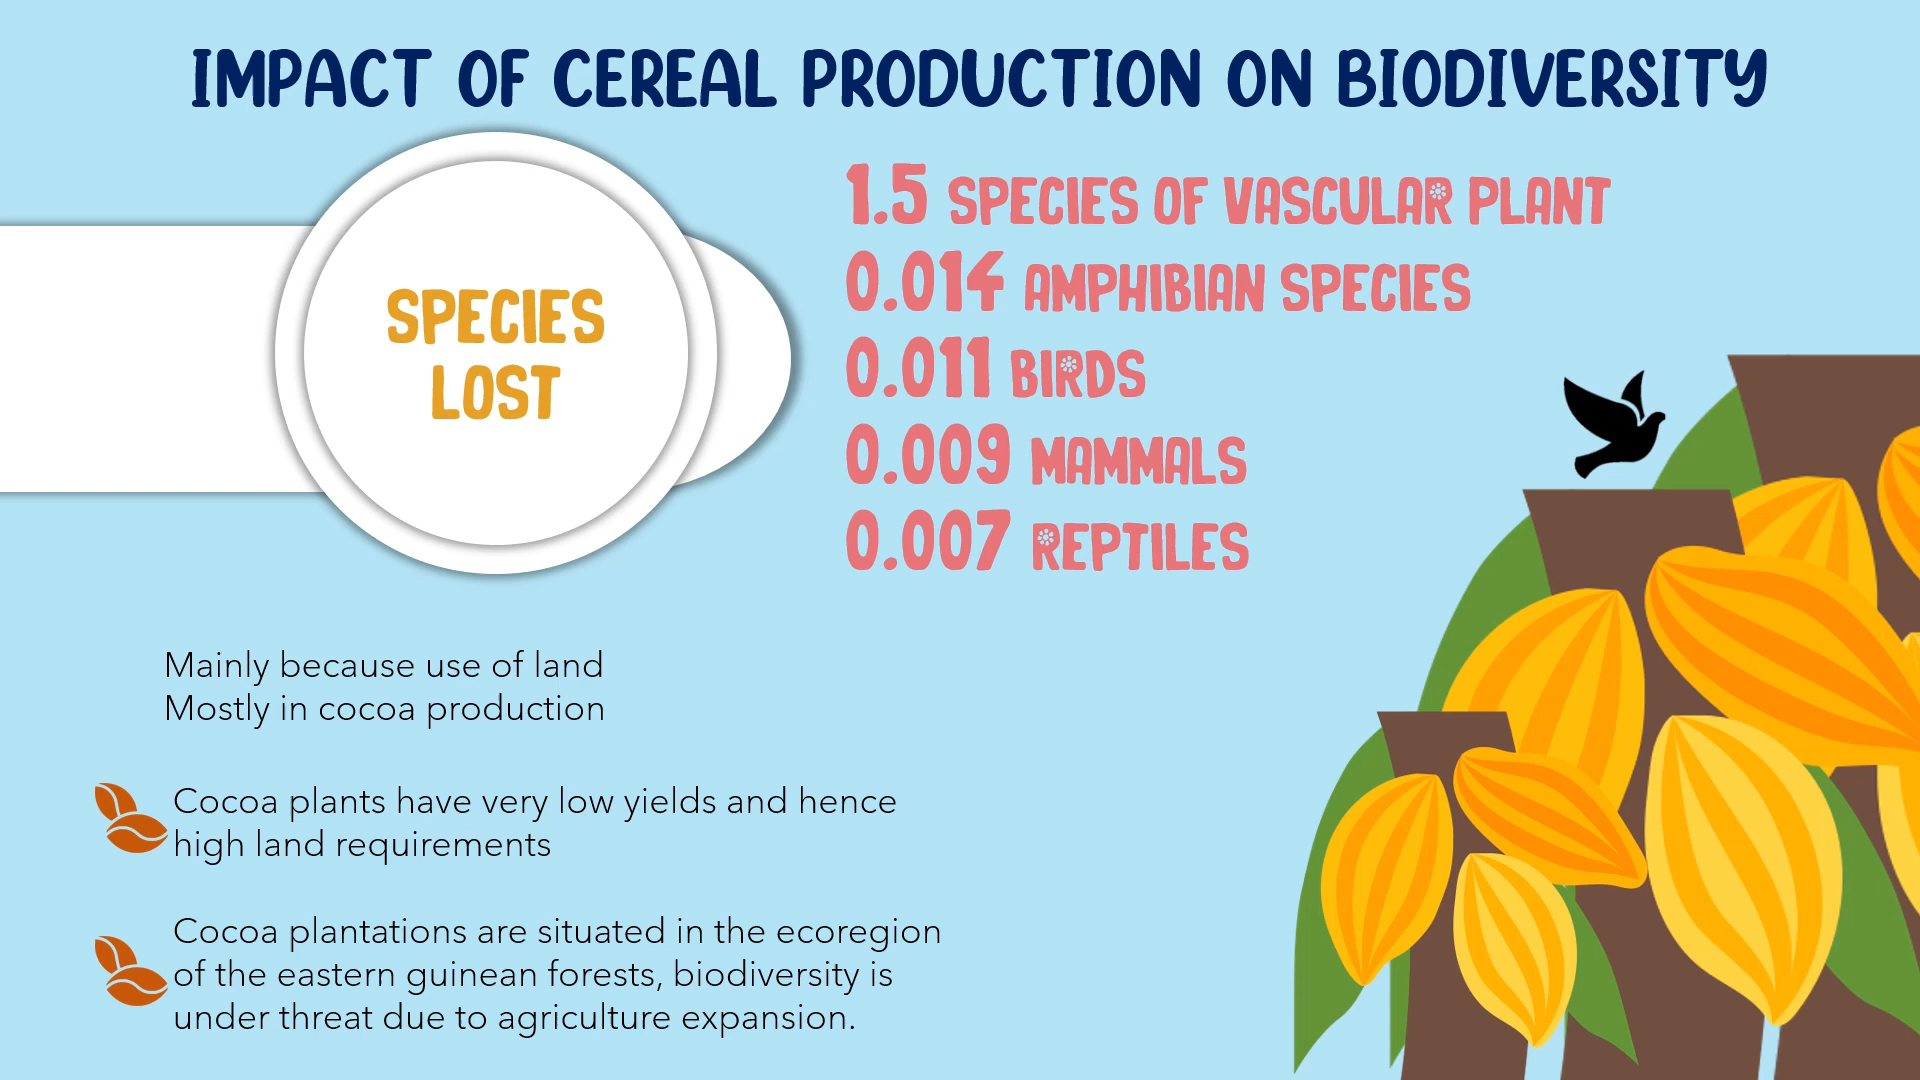 IMPACT OF CEREAL PRODUCTION ON BIODIVERSITY
SPECIES
LOST
1.5 SPECIES OF VASCULAR PLANT
0.014 AMPHIBIAN SPECIES
0.011 BIRDS
0.009 MAMMALS
0.007 REPTILES
Mainly because use of land
Mostly in cocoa production
Cocoa plants have very low yields and hence
high land requirements
Cocoa plantations are situated in the ecoregion
of the eastern guinean forests, biodiversity is
under threat due to agriculture expansion.